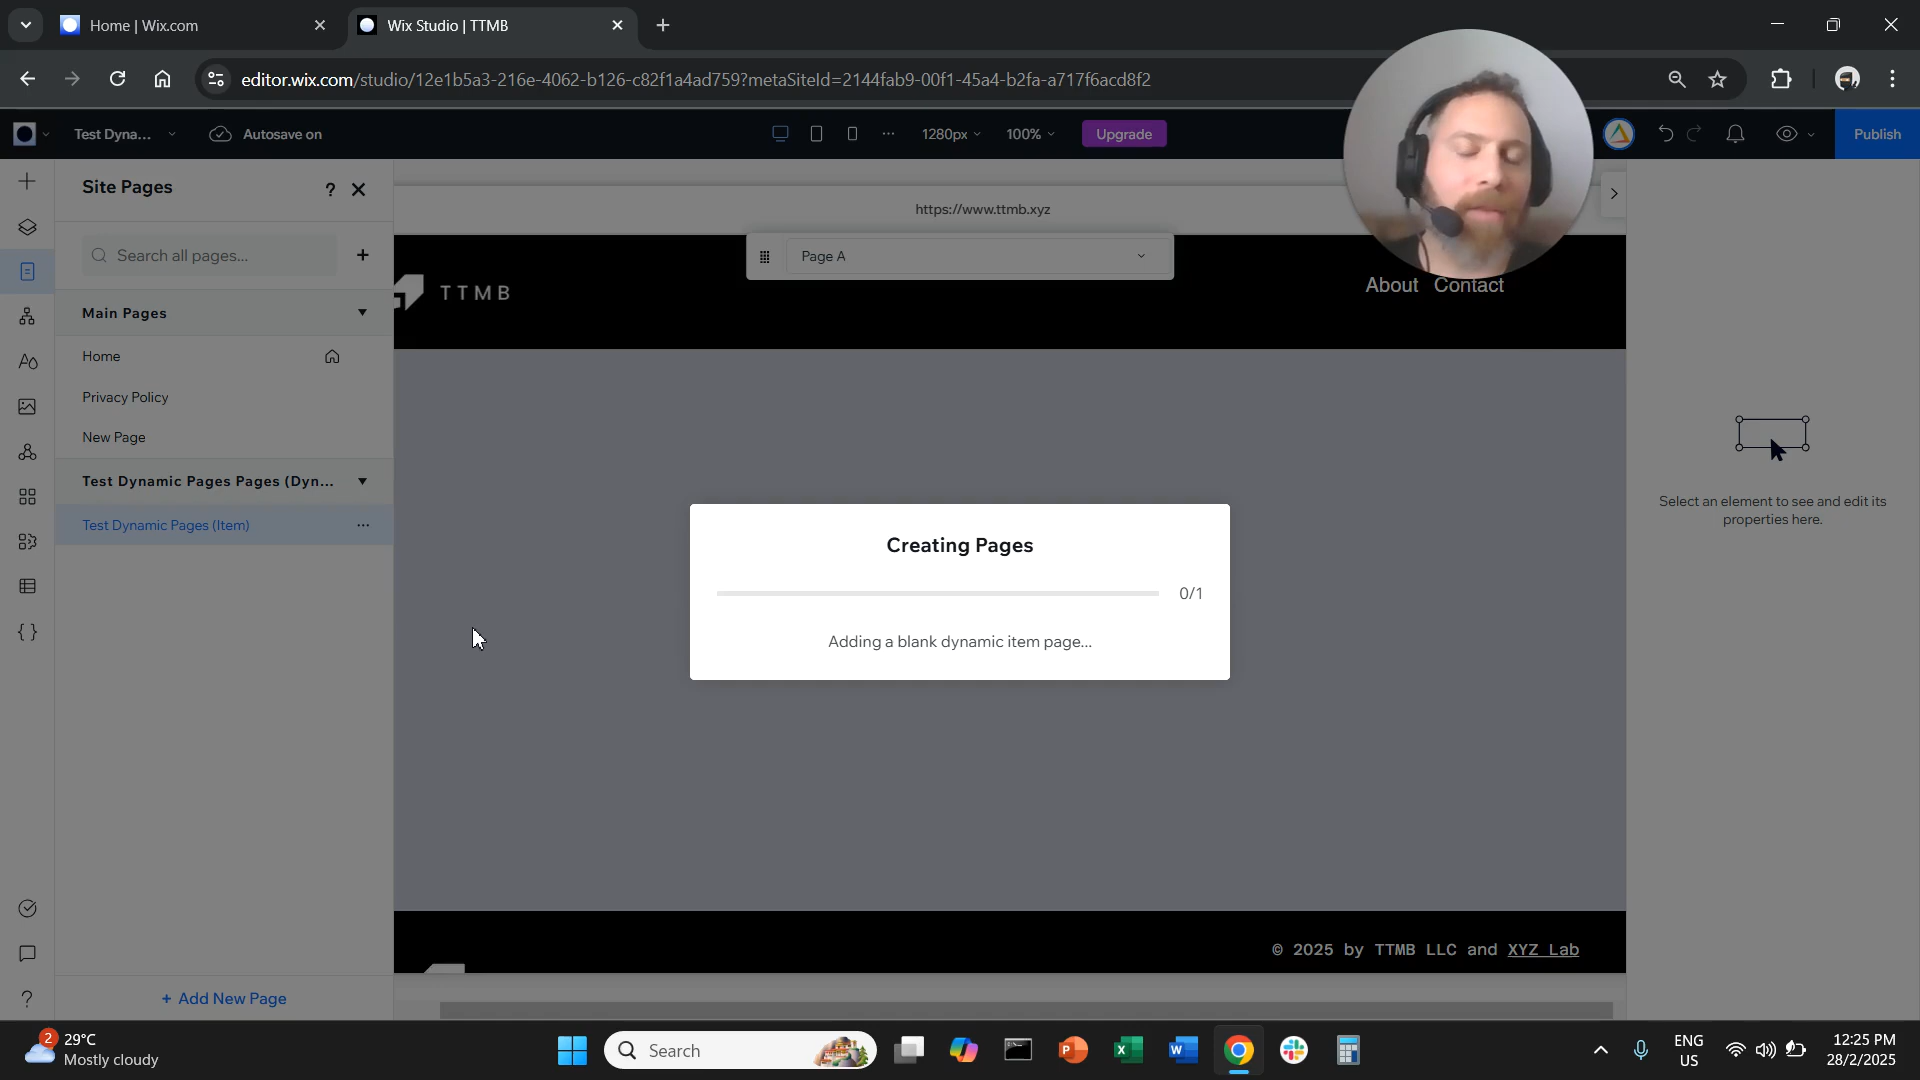 Home | Wix.com
Wix Studio | TTMB
editor.wix.com/studio/12e1b5a3-216e-4062-b126-c82f1a4ad759?metaSiteId=2144fab9-00f1-45a4-b2fa-a717f6acd8f2
Test Dyna...
Autosave on
1280px
100%
Upgrade
Publish
Site Pages
?
https://www.ttmb.xyz
Search all pages...
Page A
TTMB
About
Contact
Main Pages
Home
Privacy Policy
New Page
Test Dynamic Pages Pages (Dyn...
Test Dynamic Pages (Item)
Select an element to see and edit its
properties here.
Creating Pages
0/1
Adding a blank dynamic item page...
© 2025 by TTMB LLC and XYZ Lab
+ Add New Page
2
29°C
Mostly cloudy
Search
ENG
US
12:25 PM
28/2/2025